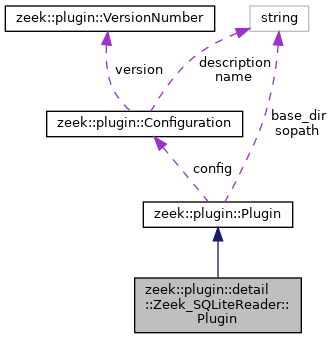 zeek::plugin::VersionNumber
string
version
description
name
zeek::plugin::Configuration
base_dir
sopath
config
zeek::plugin::Plugin
zeek::plugin::detail
::Zeek_SQLiteReader::
Plugin